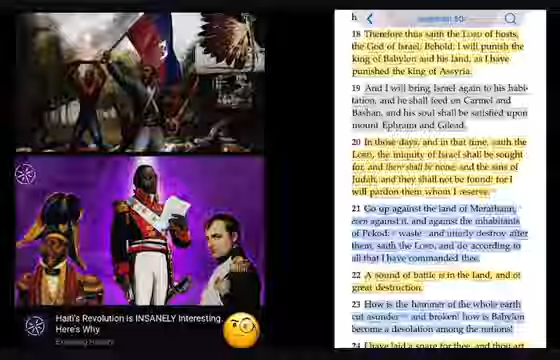 Haiti's Revolution is INSANELY Interesting.
Here's Why
h
18 Therefore thus saith the LORD of hosts,
the God of Israel; Behold, I will punish the
king of Babylon and his land, as I have
punished the king of Assyria.
19 And I will bring Israel again to his habi-
tation, and he shall feed on Carmel and
Bashan, and his soul shall be satisfied upon
mount Ephraim and Gilead.
20 In those days, and in that time, saith the
LORD, the iniquity of Israel shall be sought
for, and there shall be none; and the sins of
Judah, and they shall not be found: for I
will pardon them whom I reserve.
21 Go up against the land of Merathaim,
even against it, and against the inhabitants
of Pekod: waste and utterly destroy after
them, saith the LORD, and do according to
all that I have commanded thee.
22 A sound of battle is in the land, and of
great destruction.
23 How is the hammer of the whole earth
cut asunder and broken! how is Babylon
become a desolation among the nations!
24 I have laid a snare for thee, and thou art